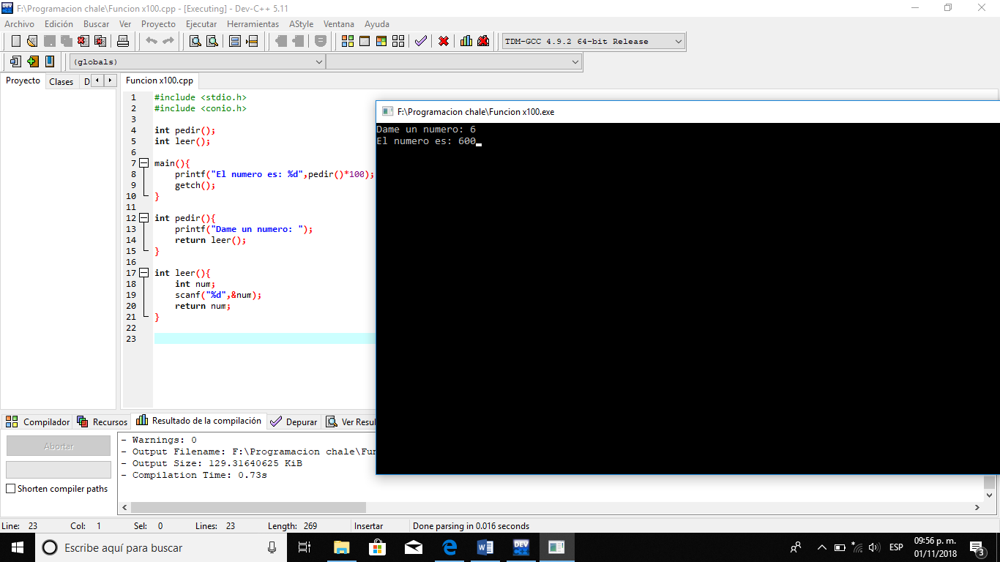 F:\Programacion chale\Funcion x100.cpp - [Executing] - Dev-C++ 5.11
Archivo Edición Buscar Ver Proyecto Ejecutar Herramientas AStyle Ventana Ayuda
TDM-GCC 4.9.2 64-bit Release
(globals)
Proyecto Clases D
Funcion x100.cpp
1 #include <stdio.h>
2 #include <conio.h>
3
4 int pedir();
5 int leer();
6
7 main(){
8 printf("El numero es: %d",pedir()*100);
9 getch();
10 }
11
12 int pedir(){
13 printf("Dame un numero: ");
14 return leer();
15 }
16
17 int leer(){
18 int num;
19 scanf("%d",&num);
20 return num;
21 }
22
23
F:\Programacion chale\Funcion x100.exe
Dame un numero: 6
El numero es: 600
Compilador Recursos Resultado de la compilación Depurar Ver Resul
Abortar
Shorten compiler paths
- Warnings: 0
- Output Filename: F:\Programacion chale\Fun
- Output Size: 129.31640625 KiB
- Compilation Time: 0.73s
Line: 23 Col: 1 Sel: 0 Lines: 23 Length: 269 Insertar Done parsing in 0.016 seconds
Escribe aquí para buscar
DEV
ESP
09:56 p. m.
01/11/2018
3